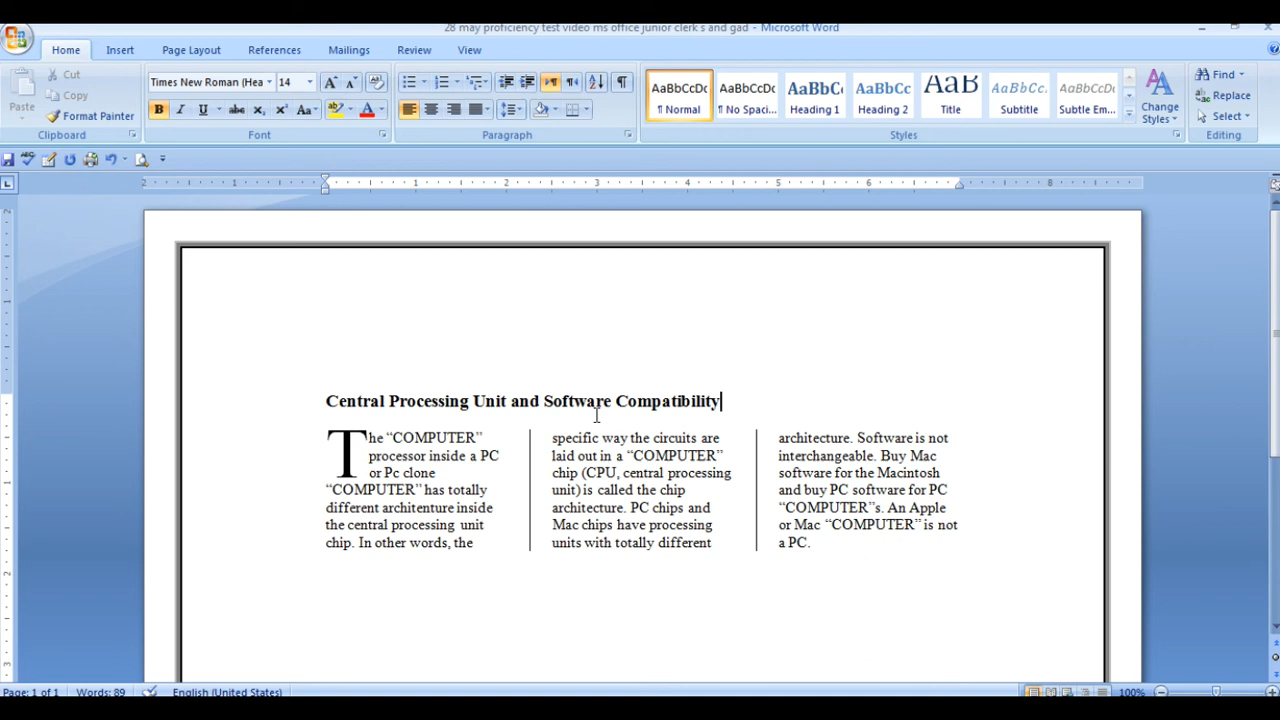 28 may proficiency test video ms office junior clerk s and gad - Microsoft Word
Home Insert Page Layout References Mailings Review View
Paste
Cut
Copy
Format Painter
Clipboard
Times New Roman (Hea 14
Font
Paragraph
AaBbCcDc
¶ Normal
AaBbCcDc
¶ No Spaci...
AaBbC
Heading 1
AaBbCc
Heading 2
AaB
Title
AaBbCc.
Subtitle
AaBbCcDc
Subtle Em...
Change
Styles
Styles
Find
Replace
Select
Editing
Central Processing Unit and Software Compatibility
The “COMPUTER”
processor inside a PC
or Pc clone
“COMPUTER” has totally
different architenture inside
the central processing unit
chip. In other words, the
specific way the circuits are
laid out in a “COMPUTER”
chip (CPU, central processing
unit) is called the chip
architecture. PC chips and
Mac chips have processing
units with totally different
architecture. Software is not
interchangeable. Buy Mac
software for the Macintosh
and buy PC software for PC
“COMPUTER”s. An Apple
or Mac “COMPUTER” is not
a PC.
Page: 1 of 1 Words: 89 English (United States) 100%